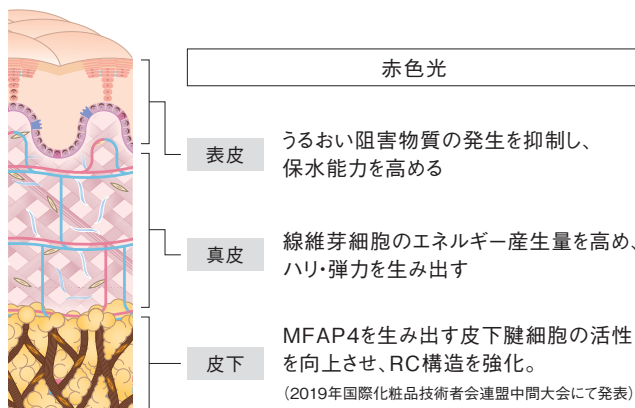 赤色光
表皮
うるおい阻害物質の発生を抑制し、
保水能力を高める
真皮
線維芽細胞のエネルギー産生量を高め、
ハリ・弾力を生み出す
皮下
MFAP4を生み出す皮下腱細胞の活性
を向上させ、RC構造を強化。
（2019年国際化粧品技術者会連盟中間大会にて発表）